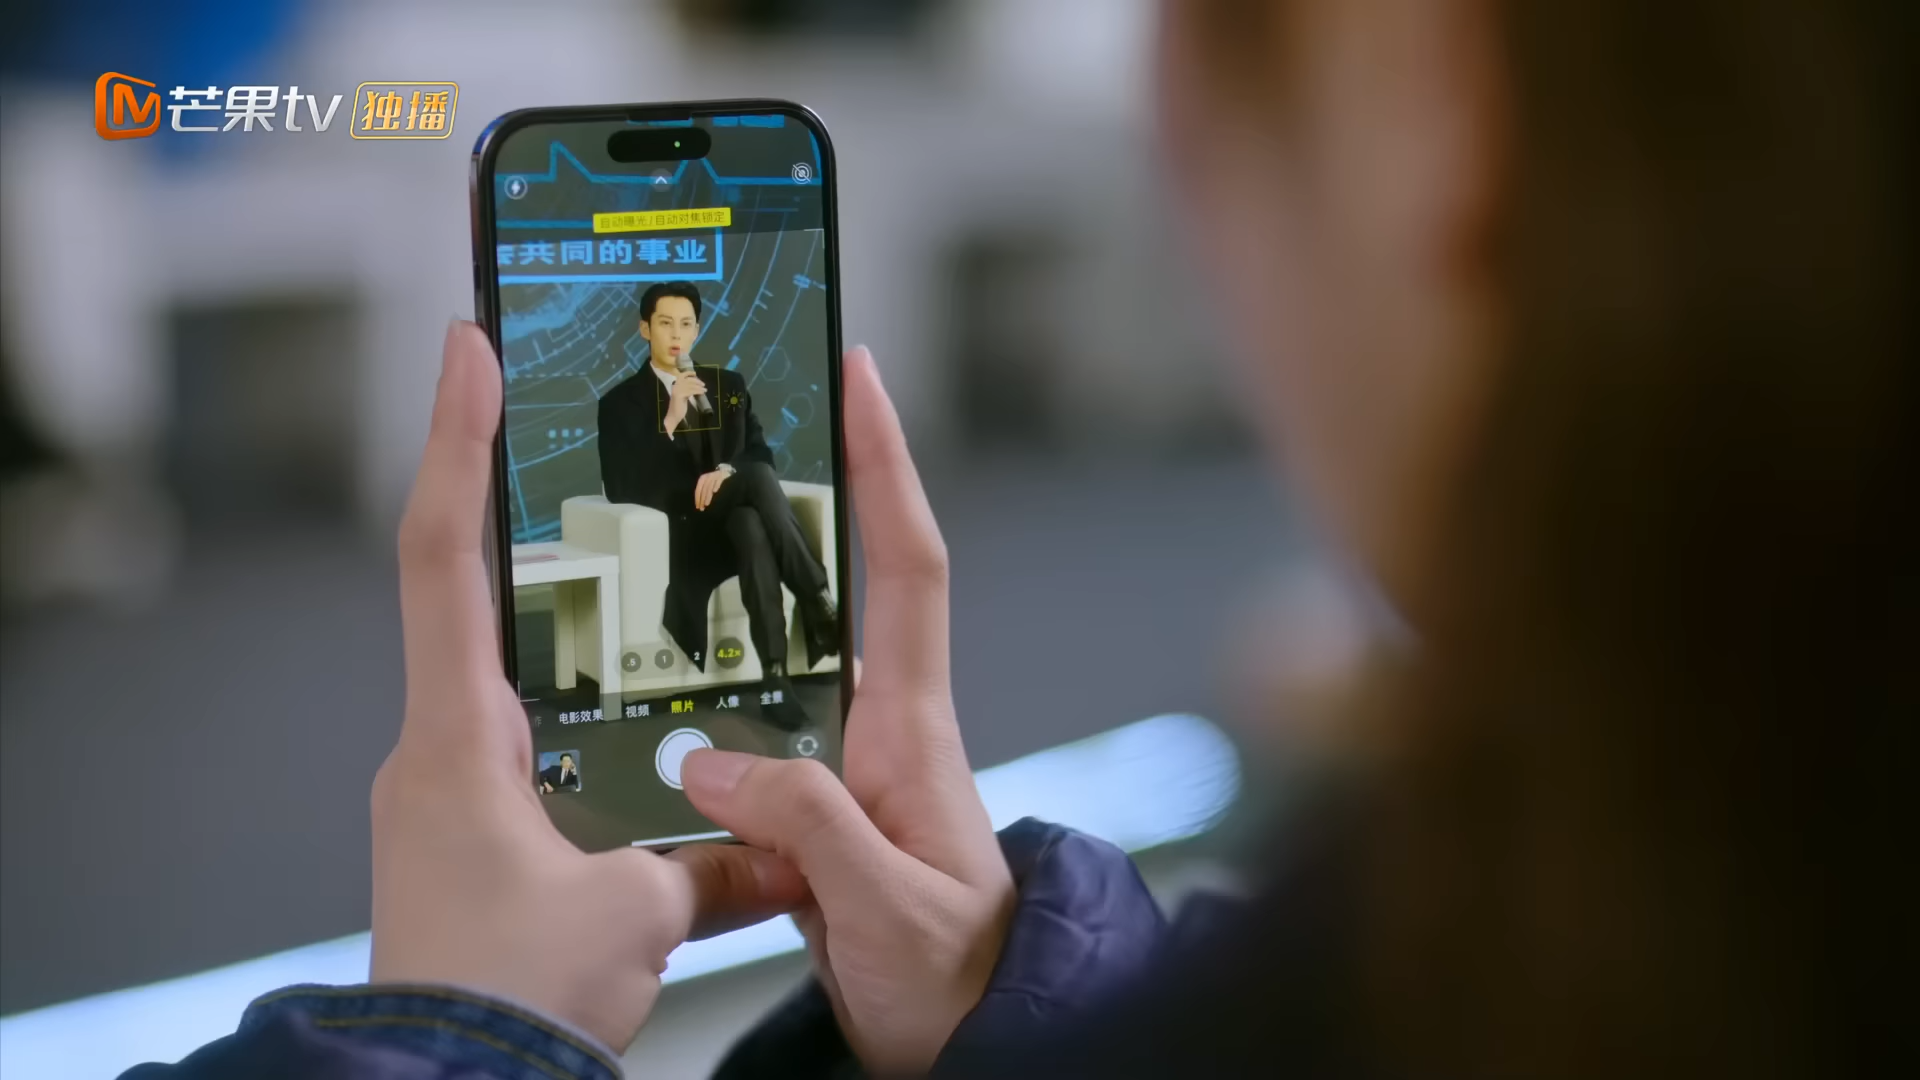 芒果tv 独播
自动曝光/自动对焦锁定
共同的事业
.5 1 2 4.2x
电影效果 视频 照片 人像 全景